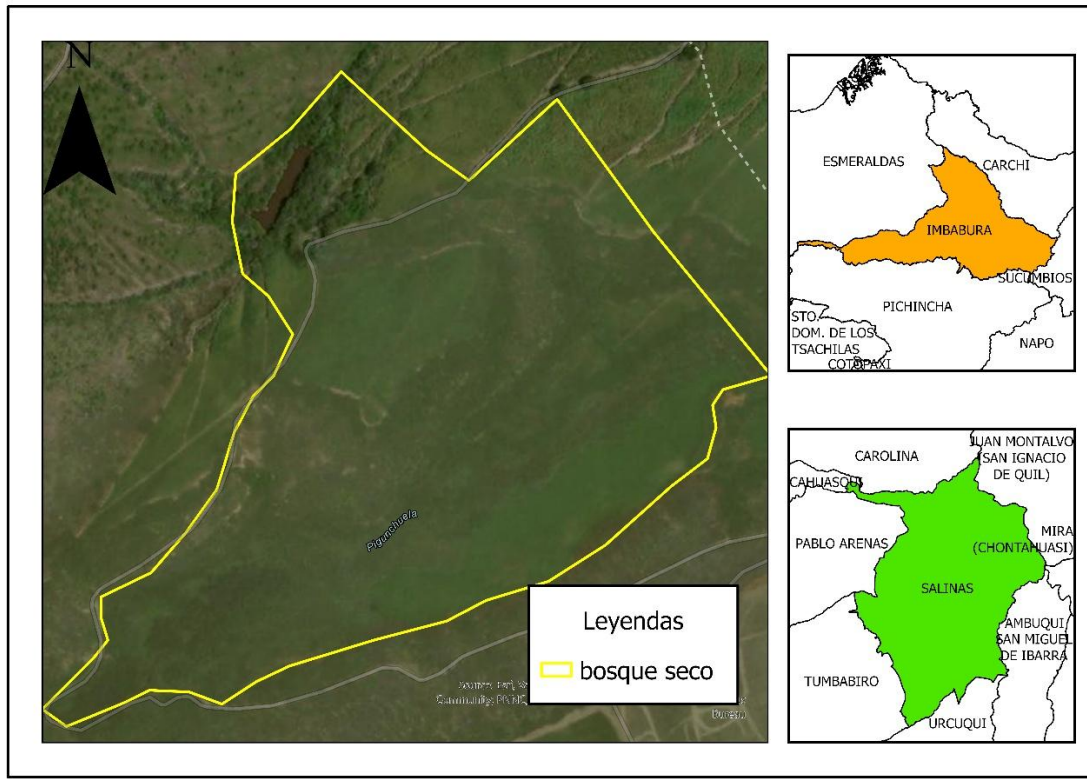 N
Pigunchuela
Leyendas
bosque seco
ESMERALDAS
CARCHI
IMBABURA
SUCUMBIOS
PICHINCHA
STO.
DOM. DE LOS
TSACHILAS
NAPO
COTOPAXI
CAROLINA
JUAN MONTALVO
(SAN IGNACIO
DE QUIL)
CAHUASQUI
PABLO ARENAS
MIRA
(CHONTAHUASI)
SALINAS
AMBUQUI
SAN MIGUEL
DE IBARRA
TUMBABIRO
URCUQUI